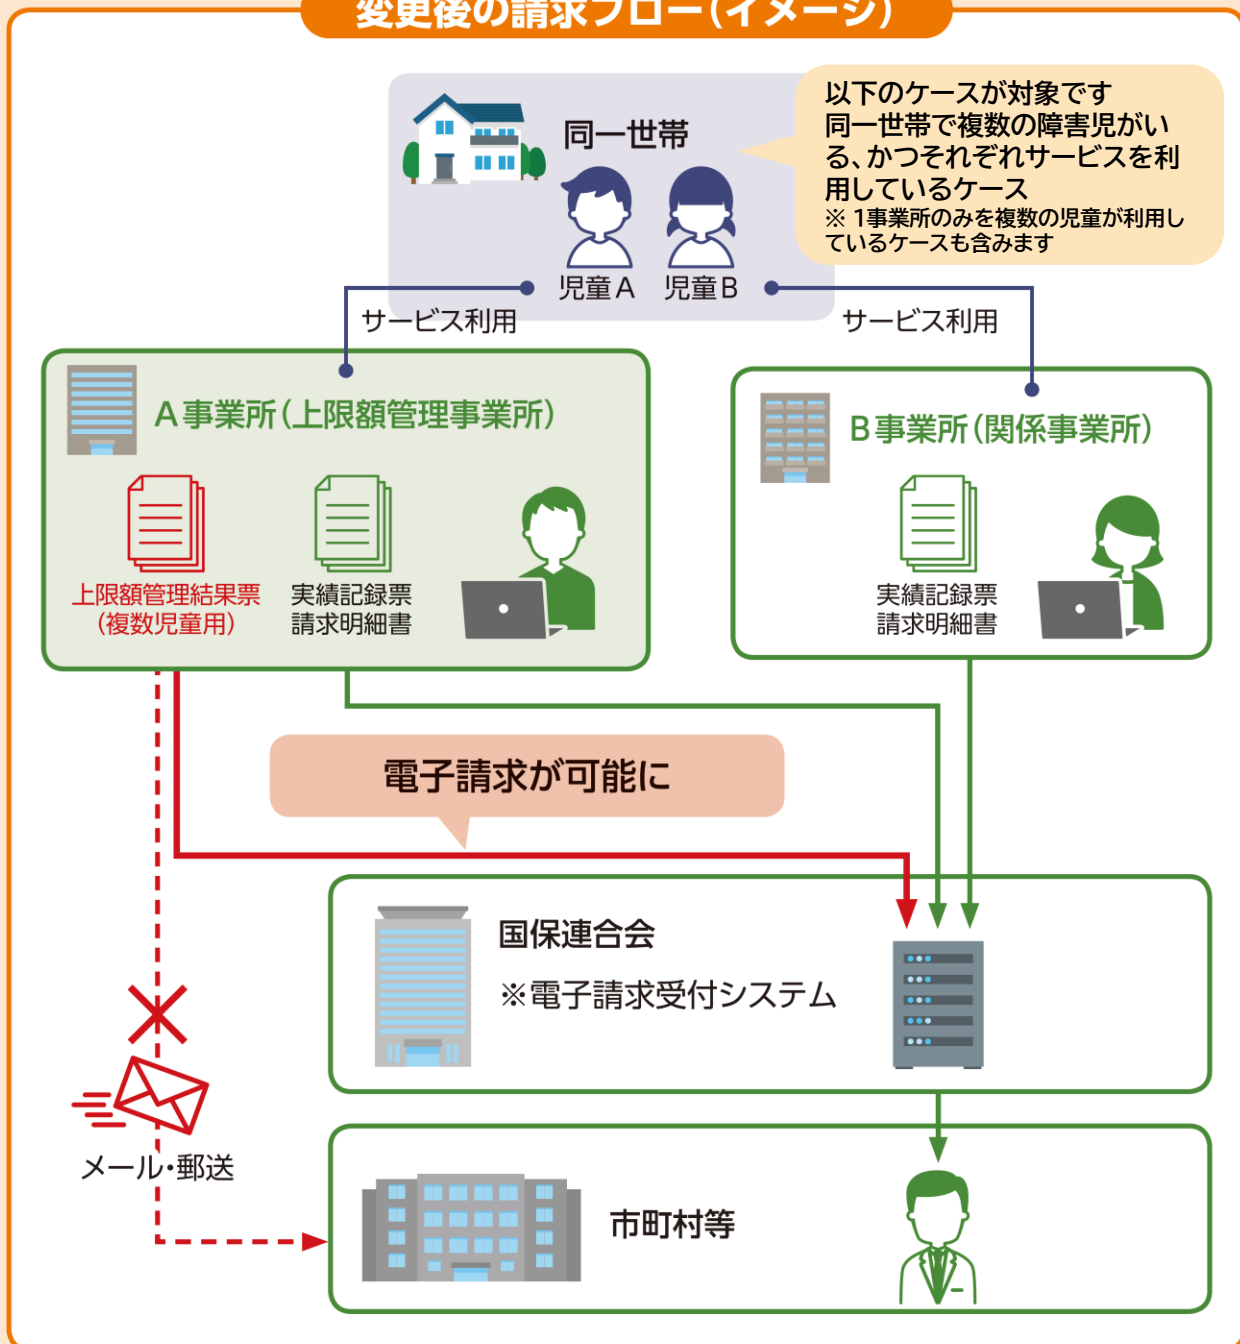 変更後の請求フロー(イメージ)
以下のケースが対象です
同一世帯で複数の障害児がい
る、かつそれぞれサービスを利
用しているケース
※ 1事業所のみを複数の児童が利用し
ているケースも含みます
同一世帯
児童A 児童B
サービス利用
サービス利用
A事業所(上限額管理事業所)
B事業所(関係事業所)
上限額管理結果票
(複数児童用)
実績記録票
請求明細書
実績記録票
請求明細書
電子請求が可能に
国保連合会
※電子請求受付システム
メール・郵送
市町村等